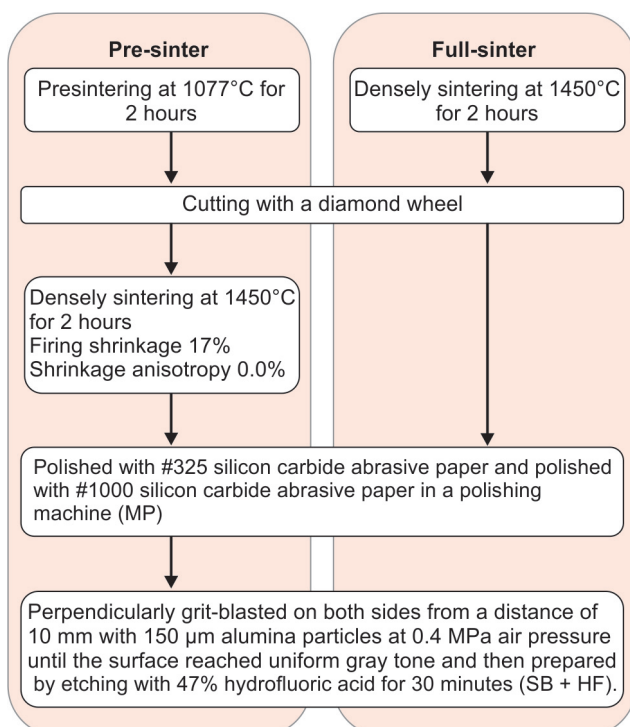 Pre-sinter
Full-sinter
Presintering at 1077°C for
2 hours
Densely sintering at 1450°C
for 2 hours
Cutting with a diamond wheel
Densely sintering at 1450°C
for 2 hours
Firing shrinkage 17%
Shrinkage anisotropy 0.0%
Polished with #325 silicon carbide abrasive paper and polished
with #1000 silicon carbide abrasive paper in a polishing
machine (MP)
Perpendicularly grit-blasted on both sides from a distance of
10 mm with 150 µm alumina particles at 0.4 MPa air pressure
until the surface reached uniform gray tone and then prepared
by etching with 47% hydrofluoric acid for 30 minutes (SB + HF).